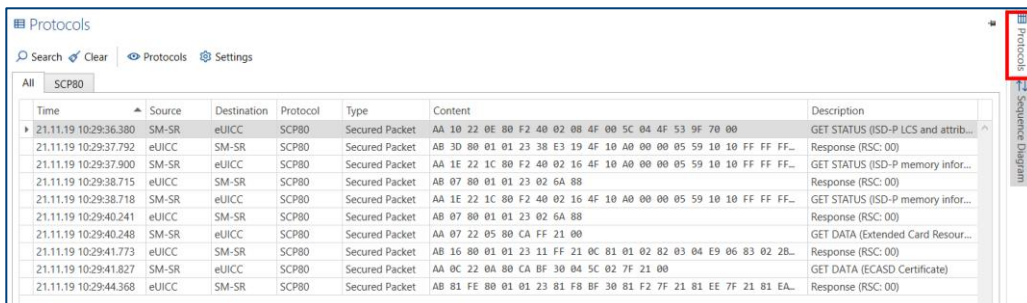 Protocols
Search Clear Protocols Settings
All SCP80
Time Source Destination Protocol Type Content Description
21.11.19 10:29:36.380 SM-SR eUICC SCP80 Secured Packet AA 10 22 0E 80 F2 40 02 08 4F 00 5C 04 4F 53 9F 70 00 GET STATUS (ISD-P LCS and attrib...
21.11.19 10:29:37.792 eUICC SM-SR SCP80 Secured Packet AB 3D 80 01 01 23 38 E3 19 4F 10 A0 00 00 05 59 10 10 FF FF FF... Response (RSC: 00)
21.11.19 10:29:37.900 SM-SR eUICC SCP80 Secured Packet AA 1E 22 1C 80 F2 40 02 16 4F 10 A0 00 00 05 59 10 10 FF FF FF... GET STATUS (ISD-P memory infor...
21.11.19 10:29:38.715 eUICC SM-SR SCP80 Secured Packet AB 07 80 01 01 23 02 6A 88 Response (RSC: 00)
21.11.19 10:29:38.718 SM-SR eUICC SCP80 Secured Packet AA 1E 22 1C 80 F2 40 02 16 4F 10 A0 00 00 05 59 10 10 FF FF FF... GET STATUS (ISD-P memory infor...
21.11.19 10:29:40.241 eUICC SM-SR SCP80 Secured Packet AB 07 80 01 01 23 02 6A 88 Response (RSC: 00)
21.11.19 10:29:40.248 SM-SR eUICC SCP80 Secured Packet AA 07 22 05 80 CA FF 21 00 GET DATA (Extended Card Resour...
21.11.19 10:29:41.773 eUICC SM-SR SCP80 Secured Packet AB 16 80 01 01 23 11 FF 21 0C 81 01 02 82 03 04 E9 06 83 02 2B... Response (RSC: 00)
21.11.19 10:29:41.827 SM-SR eUICC SCP80 Secured Packet AA 0C 22 0A 80 CA BF 30 04 5C 02 7F 21 00 GET DATA (ECASD Certificate)
21.11.19 10:29:44.368 eUICC SM-SR SCP80 Secured Packet AB 81 FE 80 01 01 23 81 F8 BF 30 81 F2 7F 21 81 EE 7F 21 81 EA... Response (RSC: 00)
Protocols
Sequence Diagram